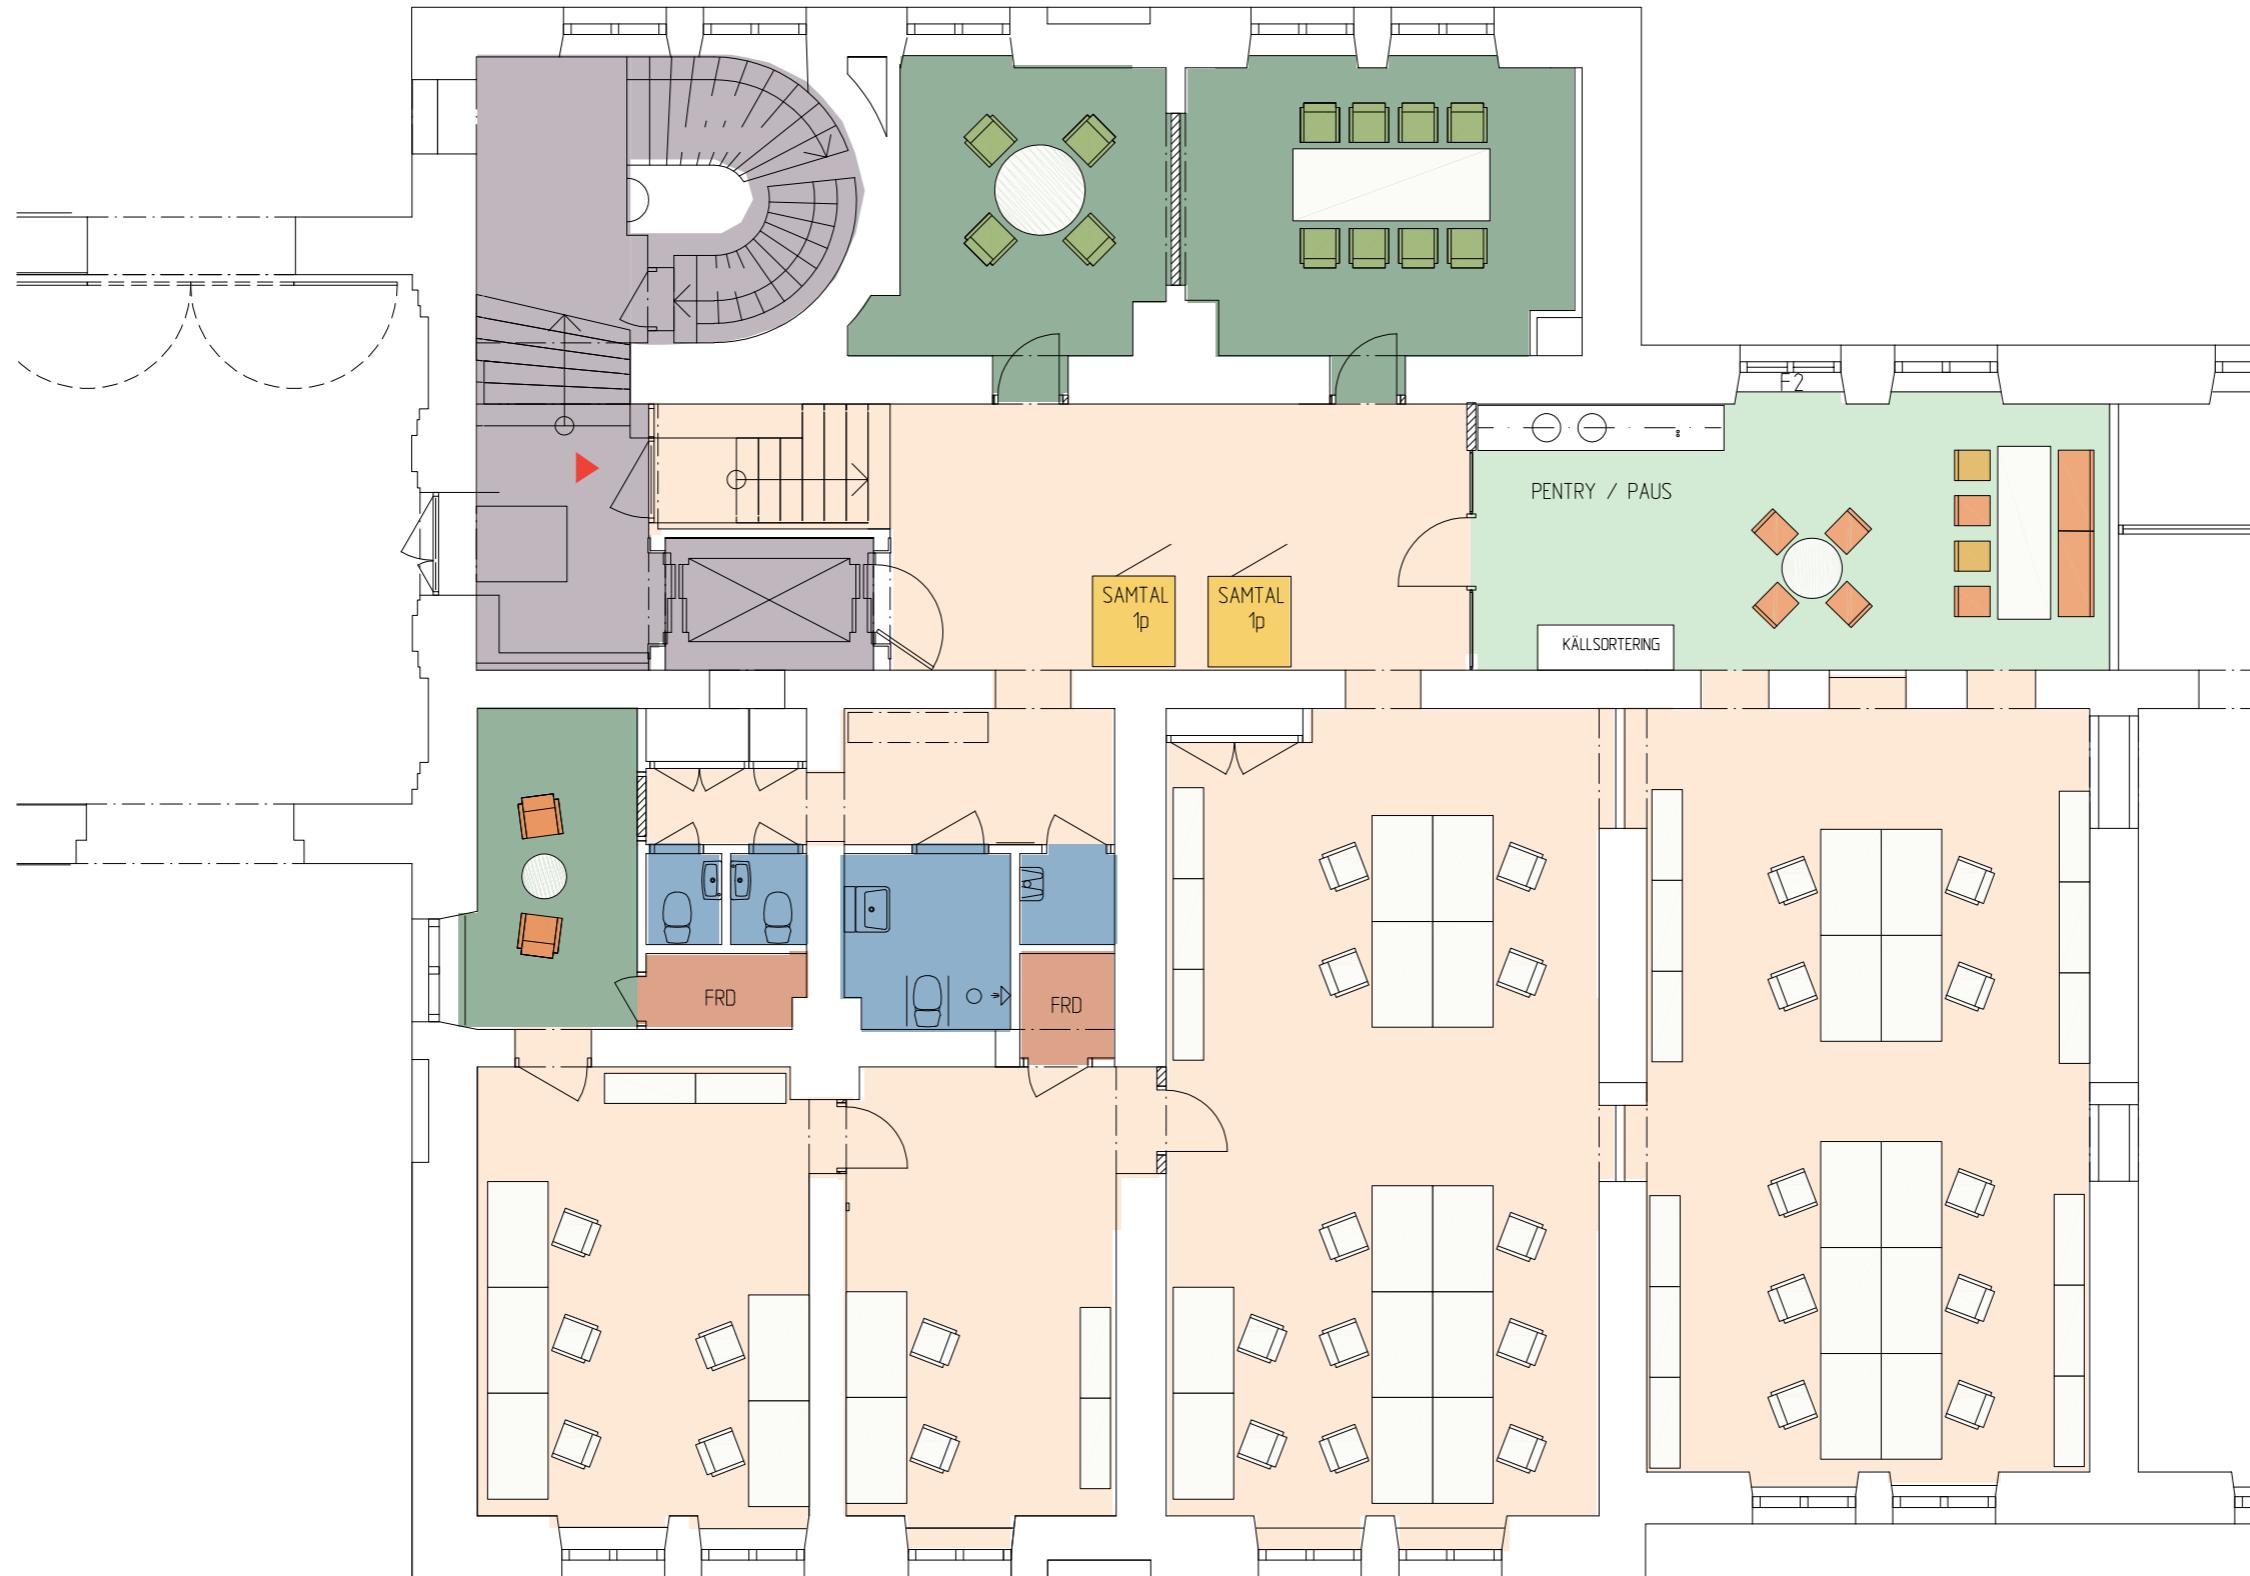 F2
PENTRY / PAUS
SAMTAL
1p
SAMTAL
1p
KÄLLSORTERING
FRD
FRD